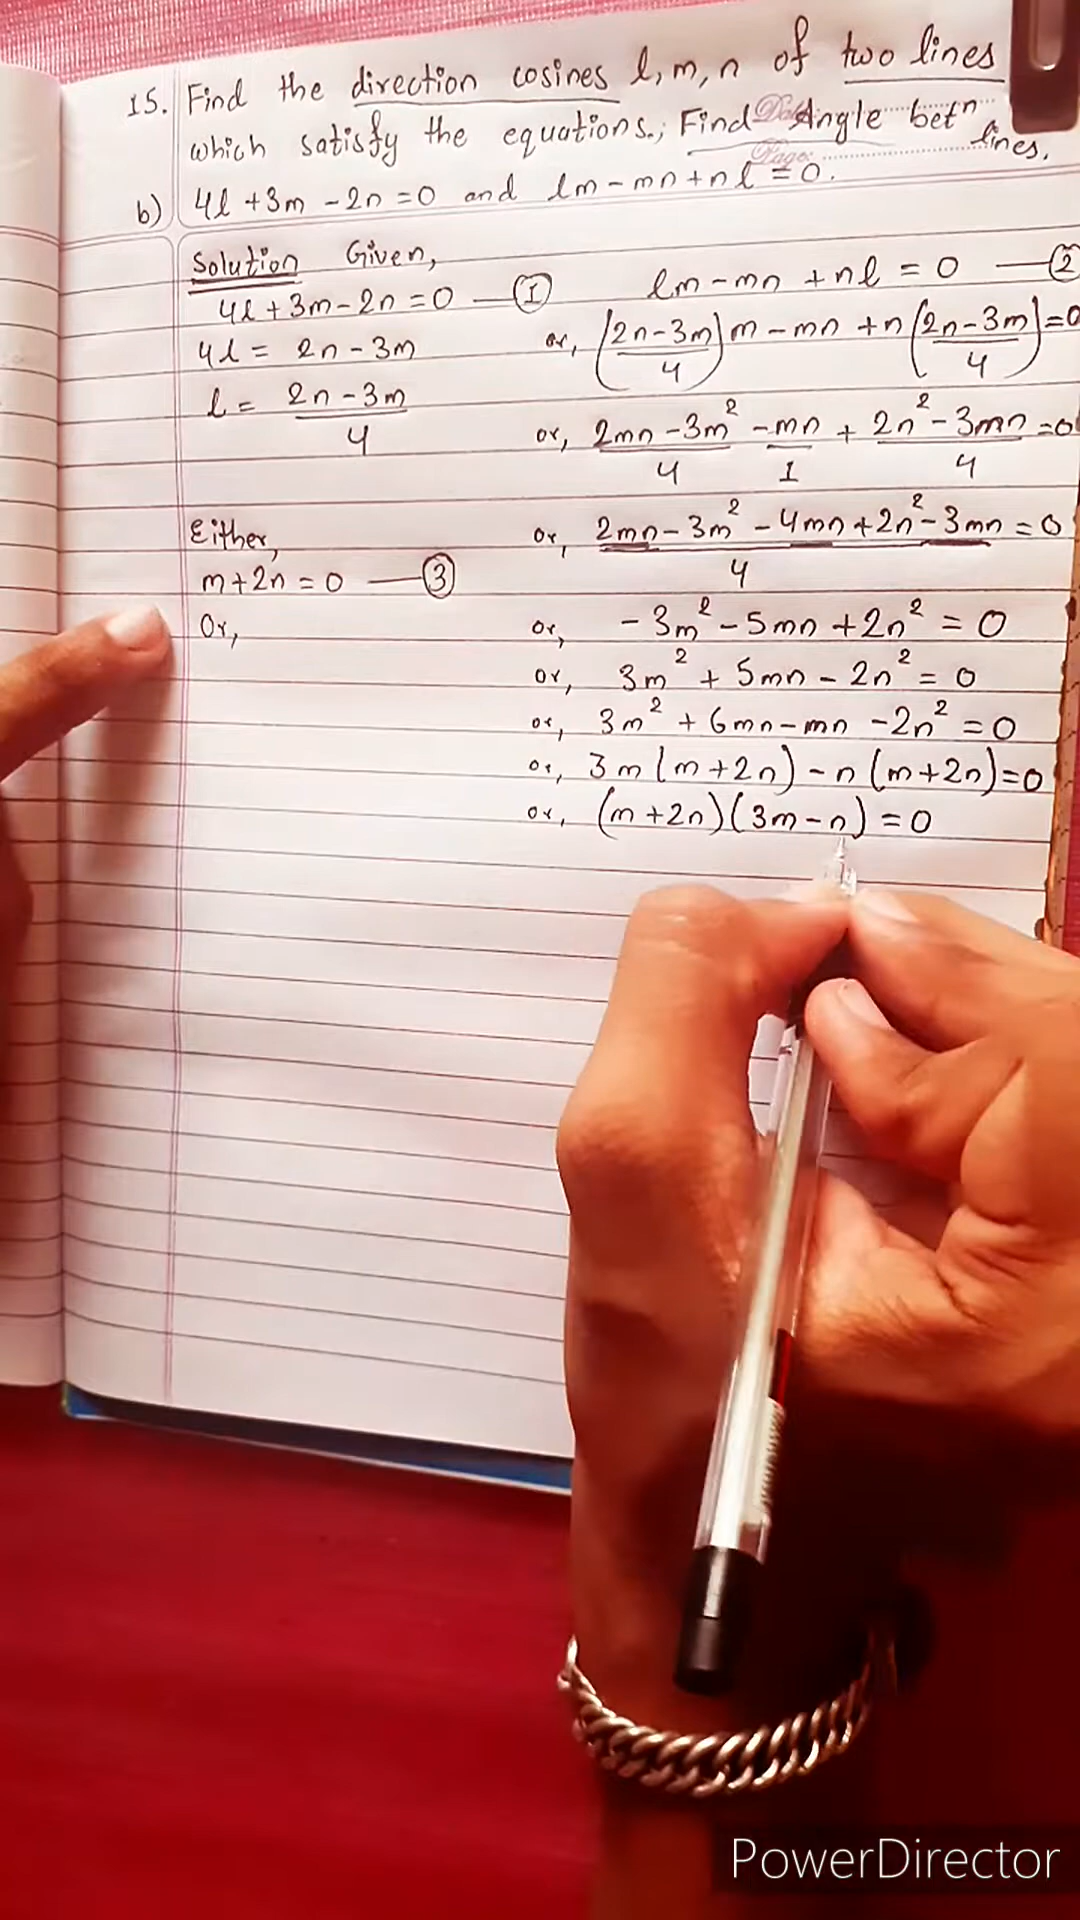 15. Find the direction cosines l, m, n of two lines
which satisfy the equations.; Find Angle betⁿ lines.
b) 4l + 3m - 2n = 0 and lm - mn + nl = 0.
Solution Given,
4l + 3m - 2n = 0 — ①
4l = 2n - 3m
l = (2n - 3m)/4
lm - mn + nl = 0 — ②
or, ((2n - 3m)/4) m - mn + n ((2n - 3m)/4) = 0
or, (2mn - 3m²)/4 - mn/1 + (2n² - 3mn)/4 = 0
or, (2mn - 3m² - 4mn + 2n² - 3mn)/4 = 0
or, - 3m² - 5mn + 2n² = 0
or, 3m² + 5mn - 2n² = 0
or, 3m² + 6mn - mn - 2n² = 0
or, 3m (m + 2n) - n (m + 2n) = 0
or, (m + 2n) (3m - n) = 0
Either,
m + 2n = 0 — ③
Or,
PowerDirector